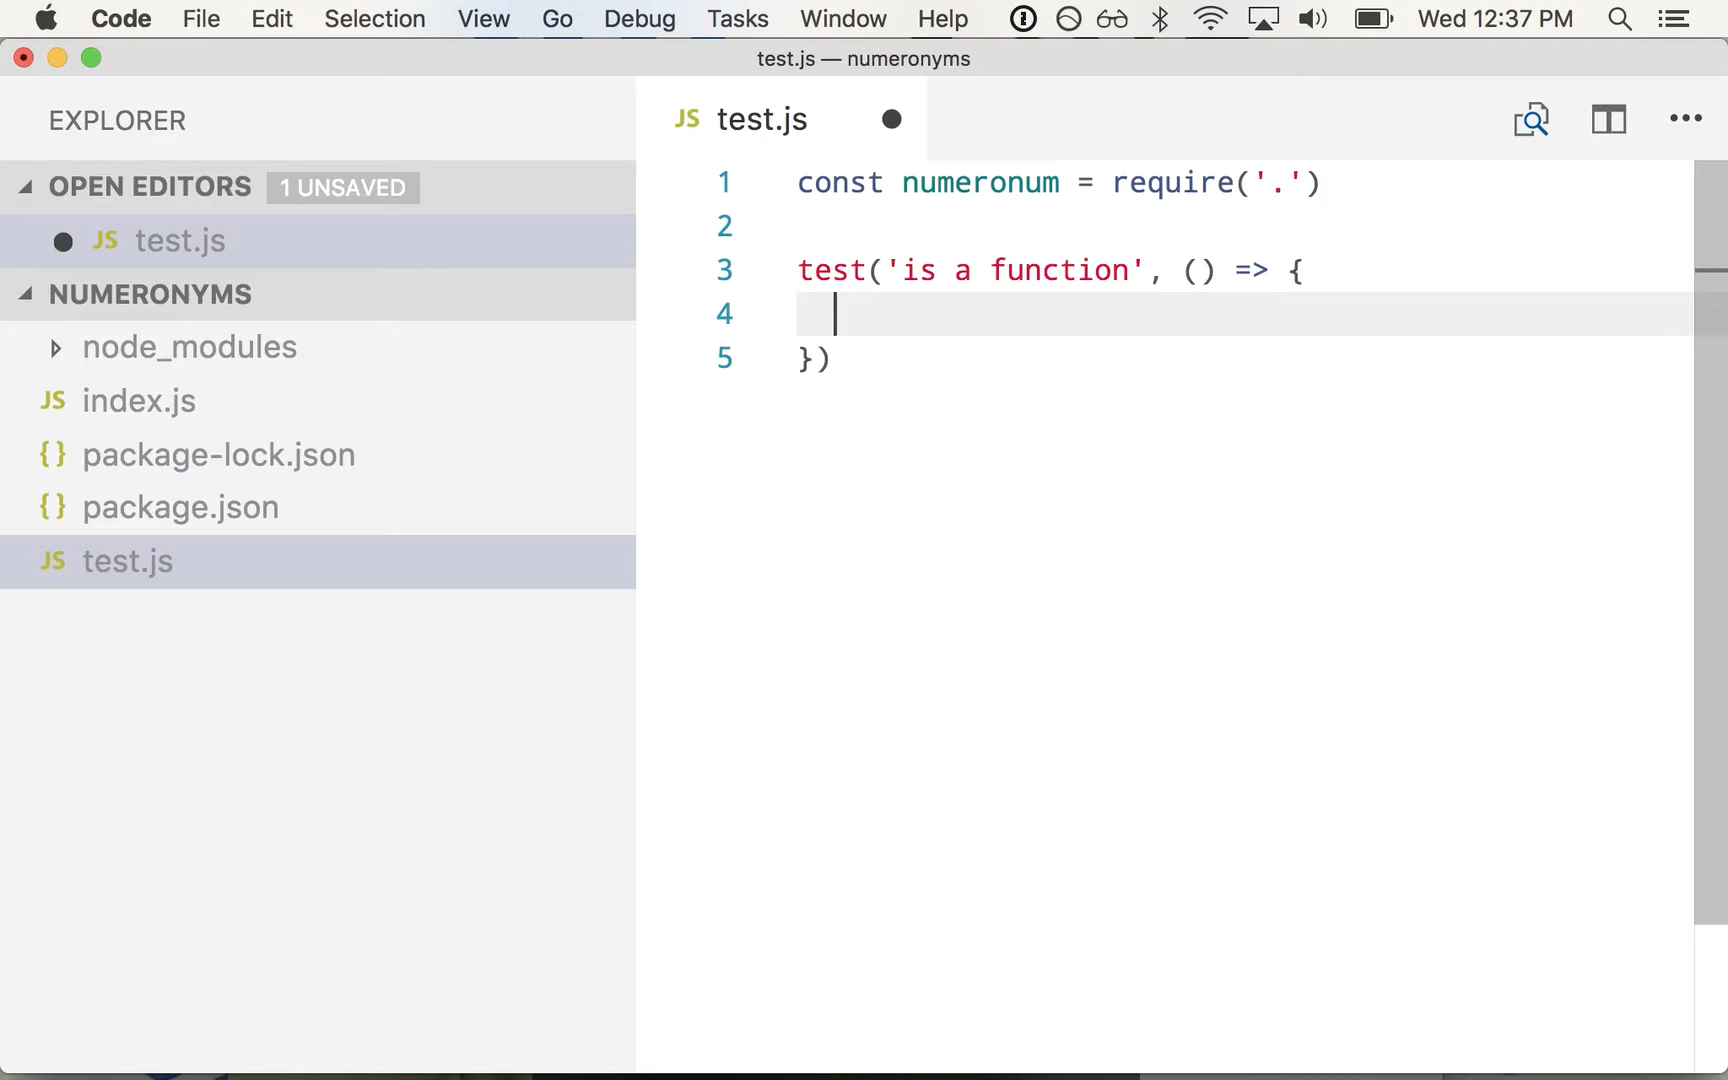 Code File Edit Selection View Go Debug Tasks Window Help Wed 12:37 PM
test.js — numeronyms
EXPLORER
OPEN EDITORS 1 UNSAVED
JS test.js
NUMERONYMS
node_modules
JS index.js
{ } package-lock.json
{ } package.json
JS test.js
JS test.js
1 const numeronum = require('.')
2
3 test('is a function', () => {
4
5 })